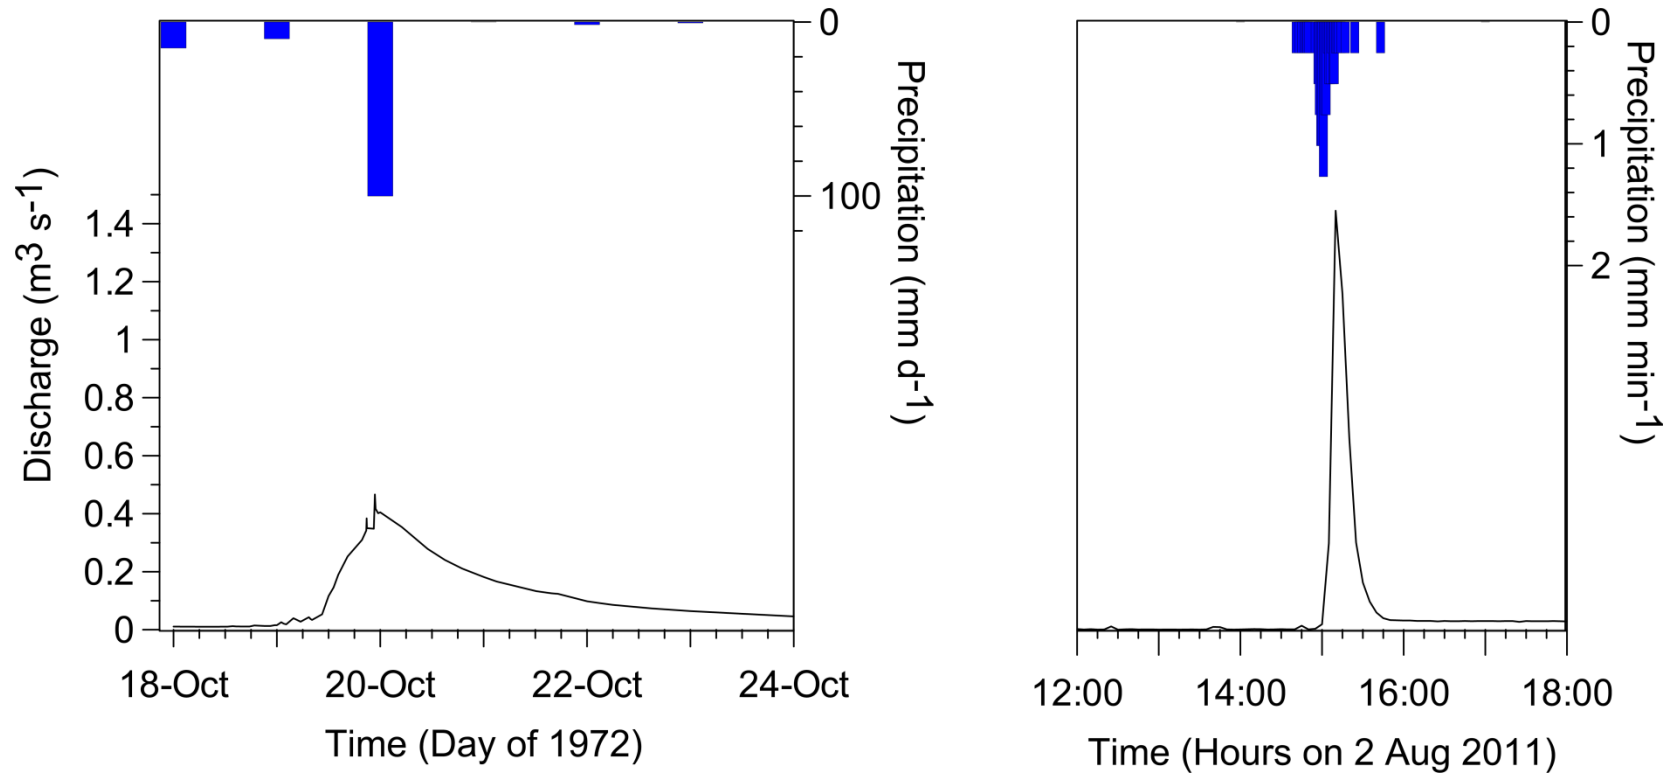 Discharge (m3 s-1)
1.4
1.2
1
0.8
0.6
0.4
0.2
0
18-Oct
20-Oct
22-Oct
24-Oct
Time (Day of 1972)
0
100
Precipitation (mm d-1)
12:00
14:00
16:00
18:00
Time (Hours on 2 Aug 2011)
0
1
2
Precipitation (mm min-1)